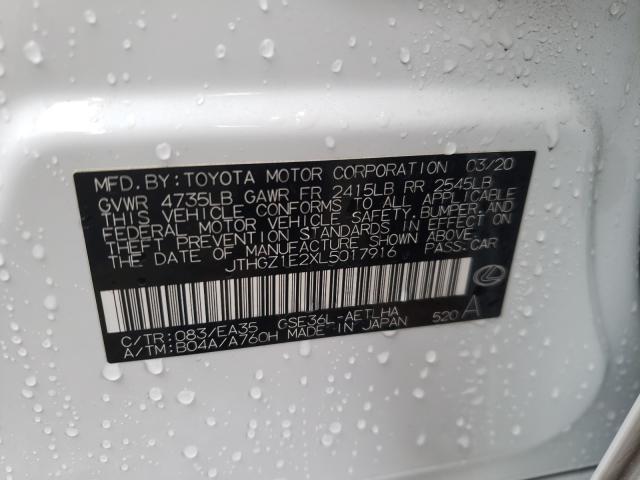 MFD. BY: TOYOTA MOTOR CORPORATION 03/20
GVWR 4735LB GAWR FR 2415LB RR 2545LB
THIS VEHICLE CONFORMS TO ALL APPLICABLE
FEDERAL MOTOR VEHICLE SAFETY, BUMPER, AND
THEFT PREVENTION STANDARDS IN EFFECT ON
THE DATE OF MANUFACTURE SHOWN ABOVE.
JTHGZ1E2XL5017916 PASS.CAR
C/TR: 083/EA35 GSE36L-AETLHA
A/TM: B04A/A760H MADE IN JAPAN 520 A